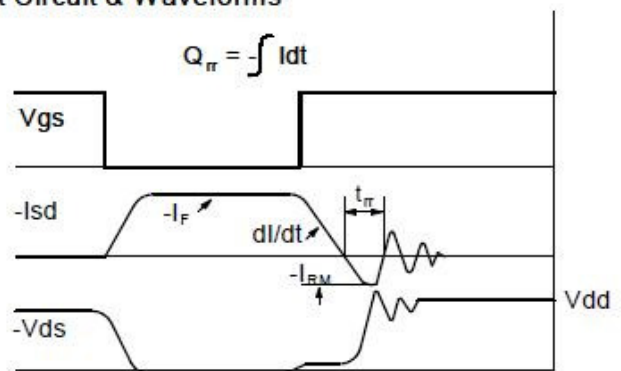 t Circuit & Waveforms
Qrr = -∫ Idt
Vgs
trr
-Isd
-IF
dI/dt
-IRM
Vdd
-Vds